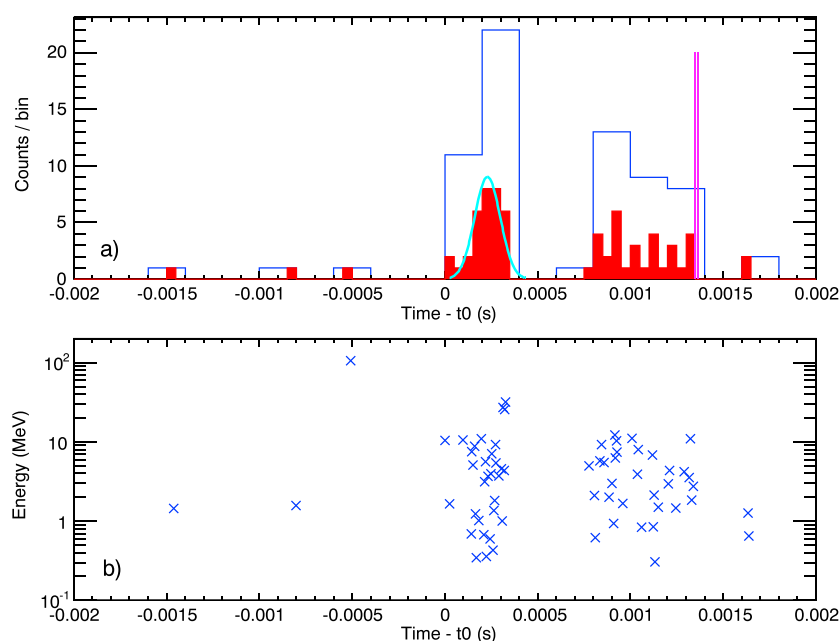 20
15
10
5
0
Counts / bin
a)
-0.002 -0.0015 -0.001 -0.0005 0 0.0005 0.001 0.0015 0.002
Time - t0 (s)
10²
10
1
10⁻¹
Energy (MeV)
b)
-0.002 -0.0015 -0.001 -0.0005 0 0.0005 0.001 0.0015 0.002
Time - t0 (s)